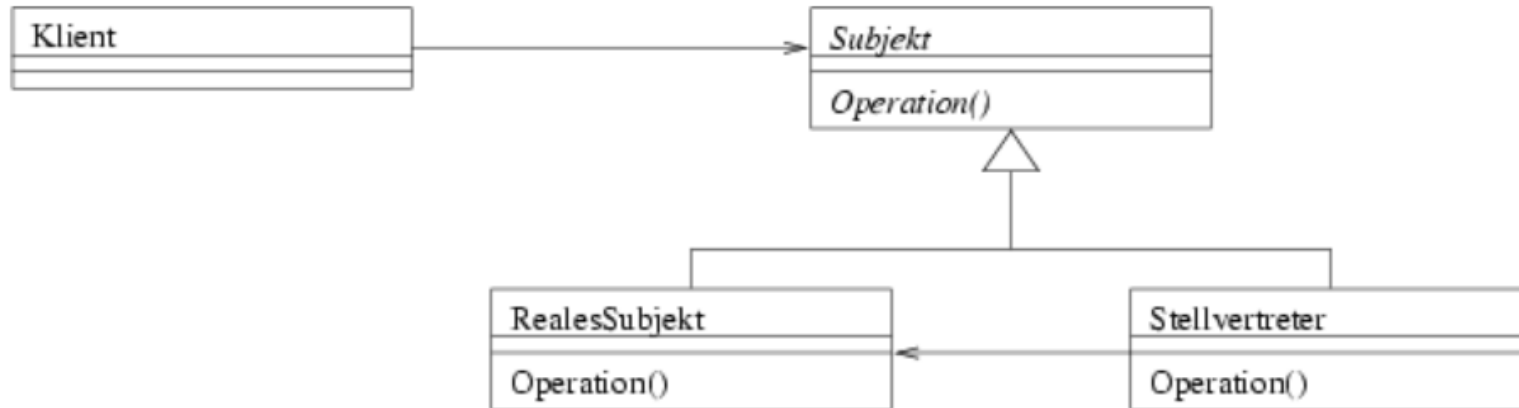 Klient
Subjekt
Operation()
RealesSubjekt
Operation()
Stellvertreter
Operation()